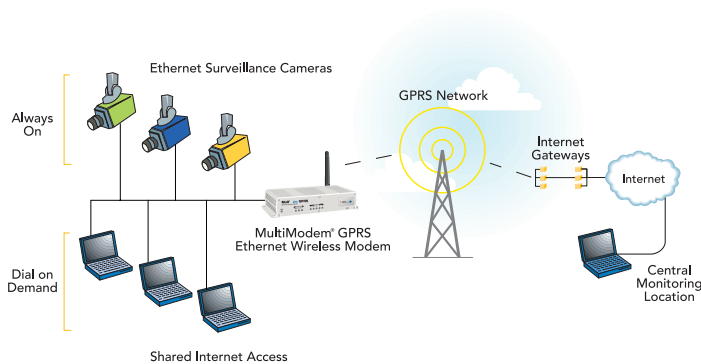 Ethernet Surveillance Cameras
Always
On
GPRS Network
Internet
Gateways
Internet
MultiModem® GPRS
Ethernet Wireless Modem
Dial on
Demand
Central
Monitoring
Location
Shared Internet Access